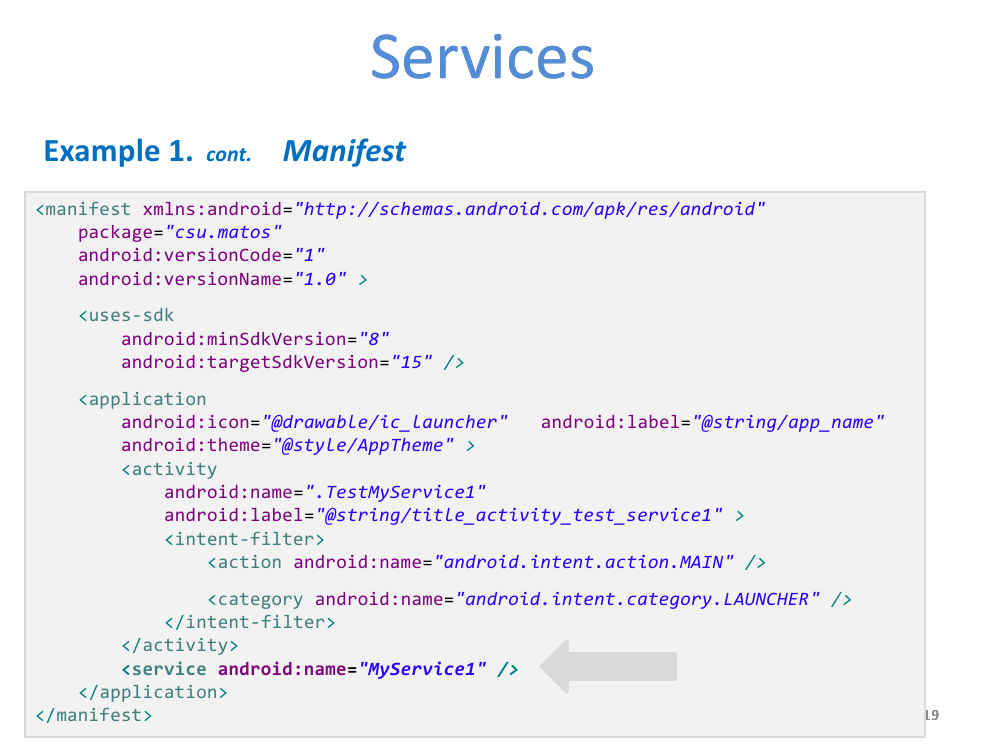 Services
Example 1. cont. Manifest
<manifest xmlns:android="http://schemas.android.com/apk/res/android"
    package="csu.matos"
    android:versionCode="1"
    android:versionName="1.0" >
    <uses-sdk
        android:minSdkVersion="8"
        android:targetSdkVersion="15" />
    <application
        android:icon="@drawable/ic_launcher"   android:label="@string/app_name"
        android:theme="@style/AppTheme" >
        <activity
            android:name=".TestMyService1"
            android:label="@string/title_activity_test_service1" >
            <intent-filter>
                <action android:name="android.intent.action.MAIN" />
                <category android:name="android.intent.category.LAUNCHER" />
            </intent-filter>
        </activity>
        <service android:name="MyService1" />
    </application>
</manifest>
19